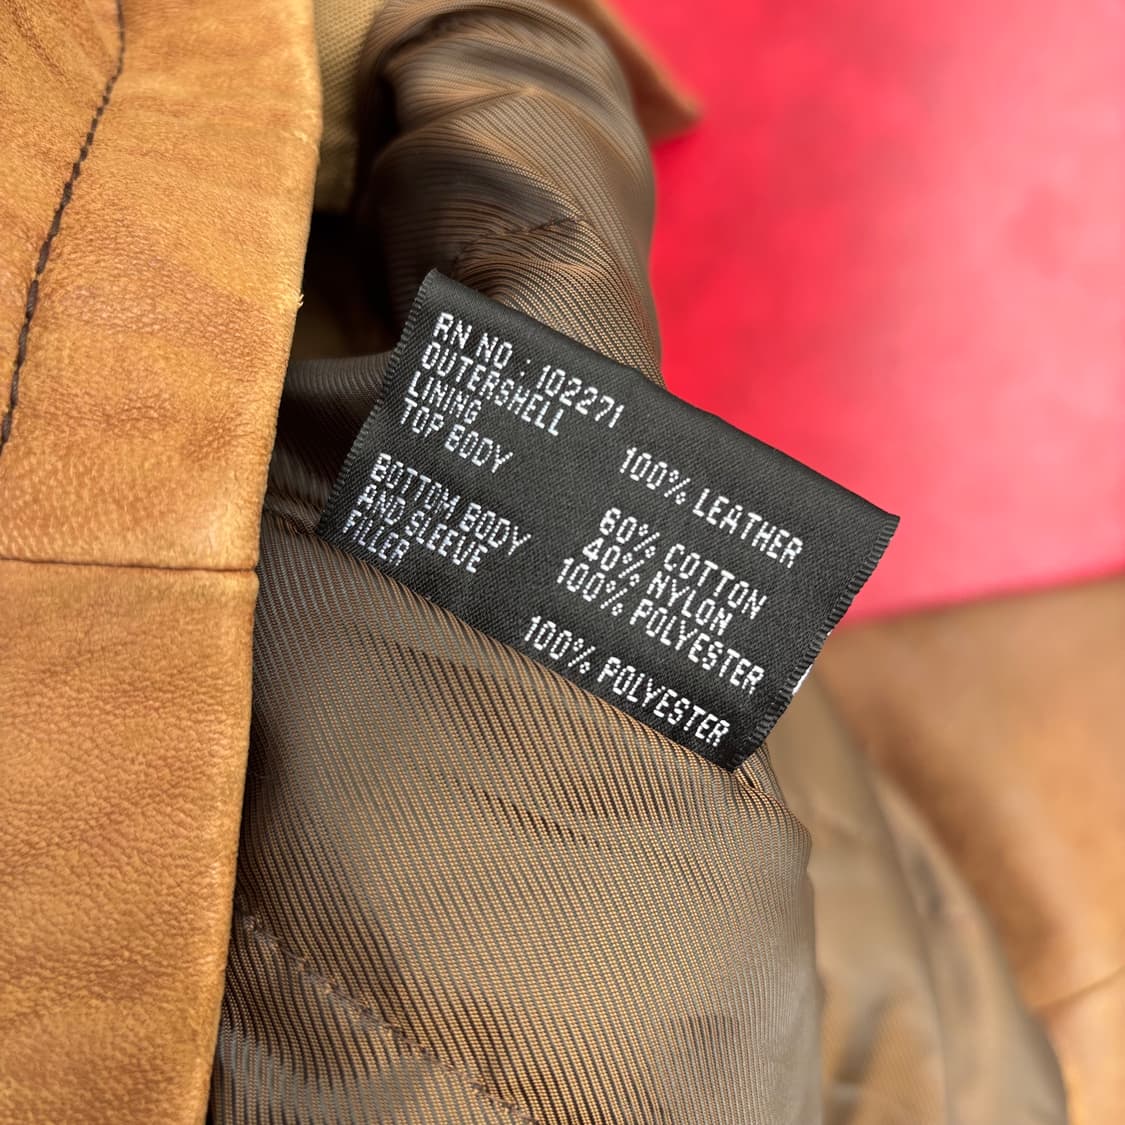 RN NO : 102271
OUTERSHELL 100% LEATHER
LINING
TOP BODY 60% COTTON
40% NYLON
BOTTOM BODY 100% POLYESTER
AND SLEEVE
FILLER 100% POLYESTER